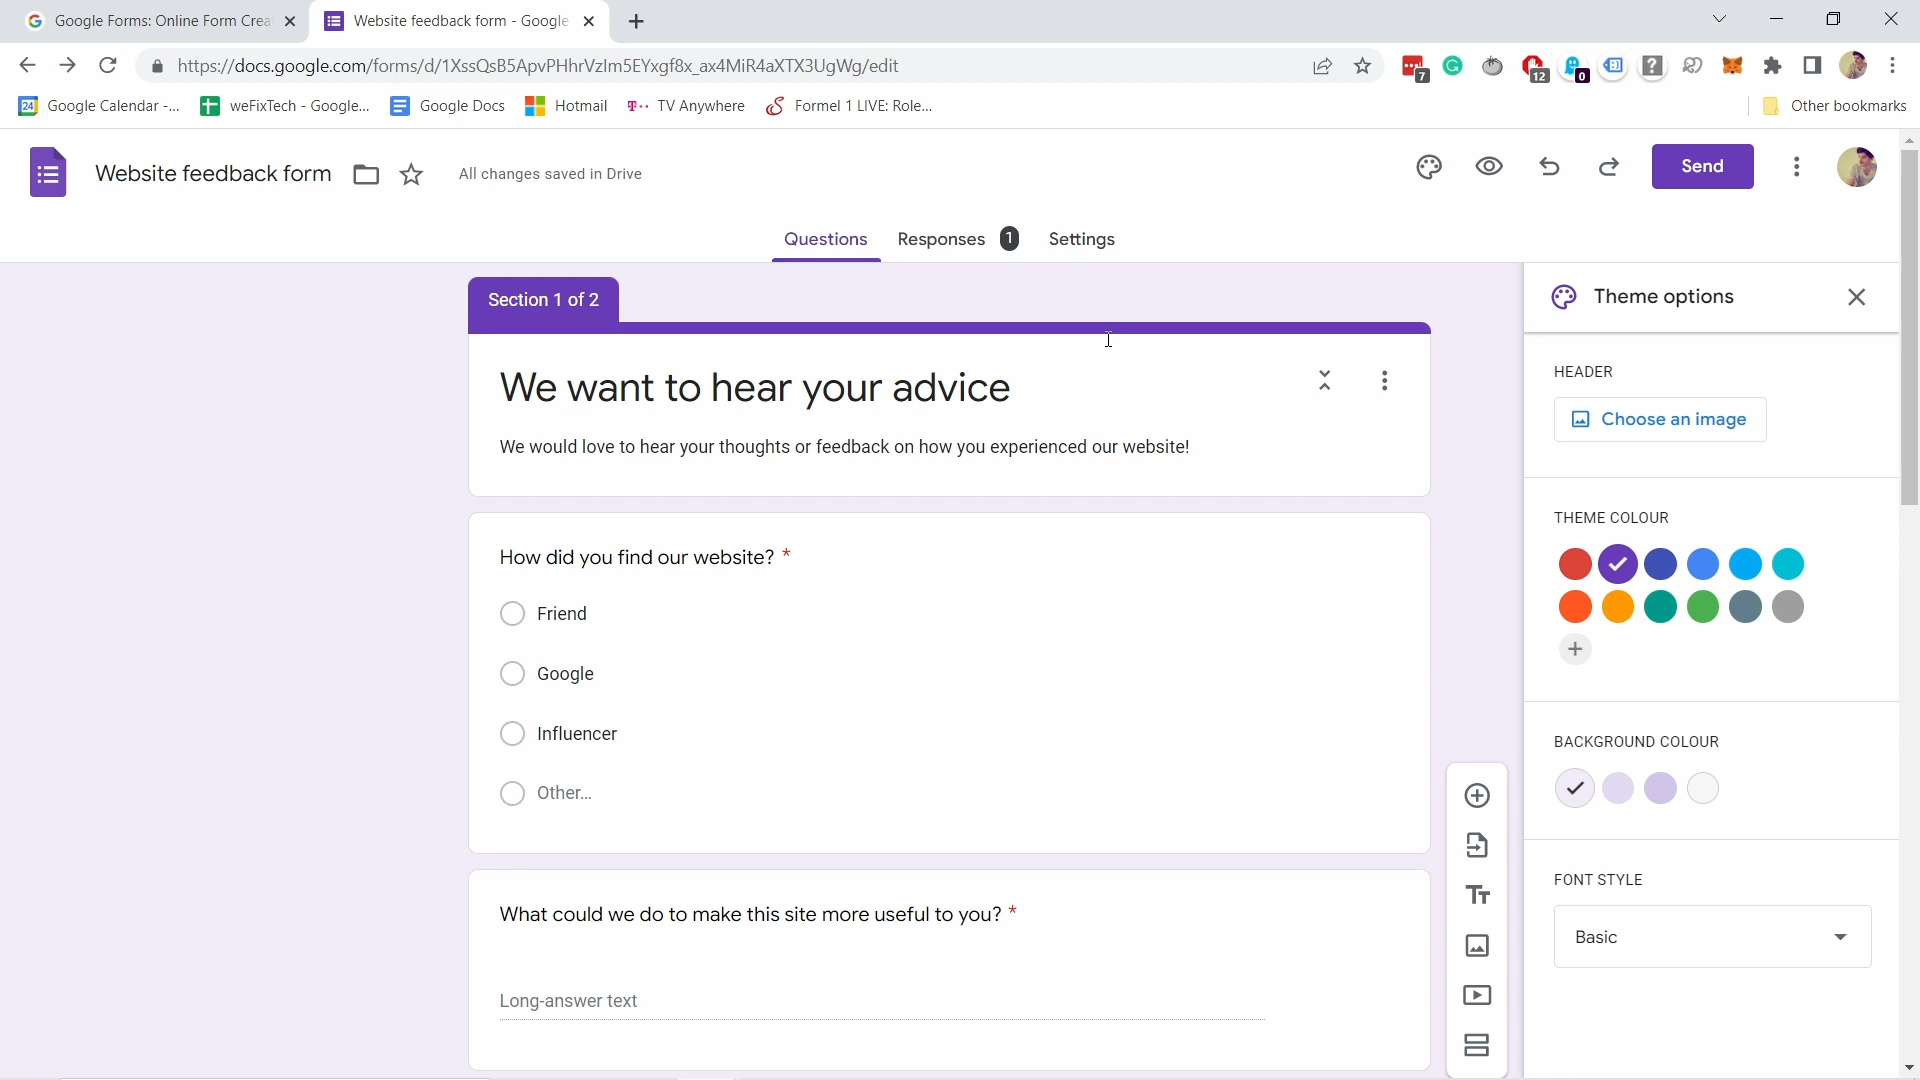 Google Forms: Online Form Crea
Website feedback form - Google
https://docs.google.com/forms/d/1XssQsB5ApvPHhrVzlm5EYxgf8x_ax4MiR4aXTX3UgWg/edit
7
12
0
24 Google Calendar -...
weFixTech - Google...
Google Docs
Hotmail
TV Anywhere
Formel 1 LIVE: Role...
Other bookmarks
Website feedback form
All changes saved in Drive
Send
Questions
Responses 1
Settings
Section 1 of 2
Theme options
We want to hear your advice
We would love to hear your thoughts or feedback on how you experienced our website!
HEADER
Choose an image
THEME COLOUR
How did you find our website? *
Friend
Google
Influencer
Other...
BACKGROUND COLOUR
FONT STYLE
Basic
What could we do to make this site more useful to you? *
Long-answer text